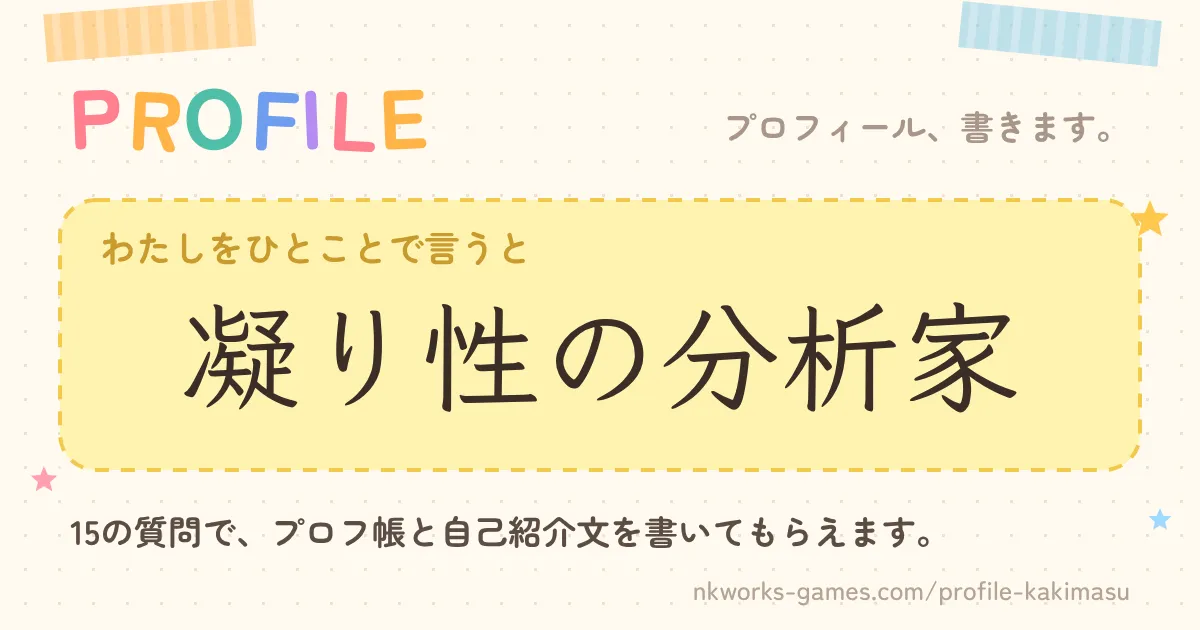 PROFILE
プロフィール、書きます。
わたしをひとことで言うと
凝り性の分析家
15の質問で、プロフ帳と自己紹介文を書いてもらえます。
nkworks-games.com/profile-kakimasu